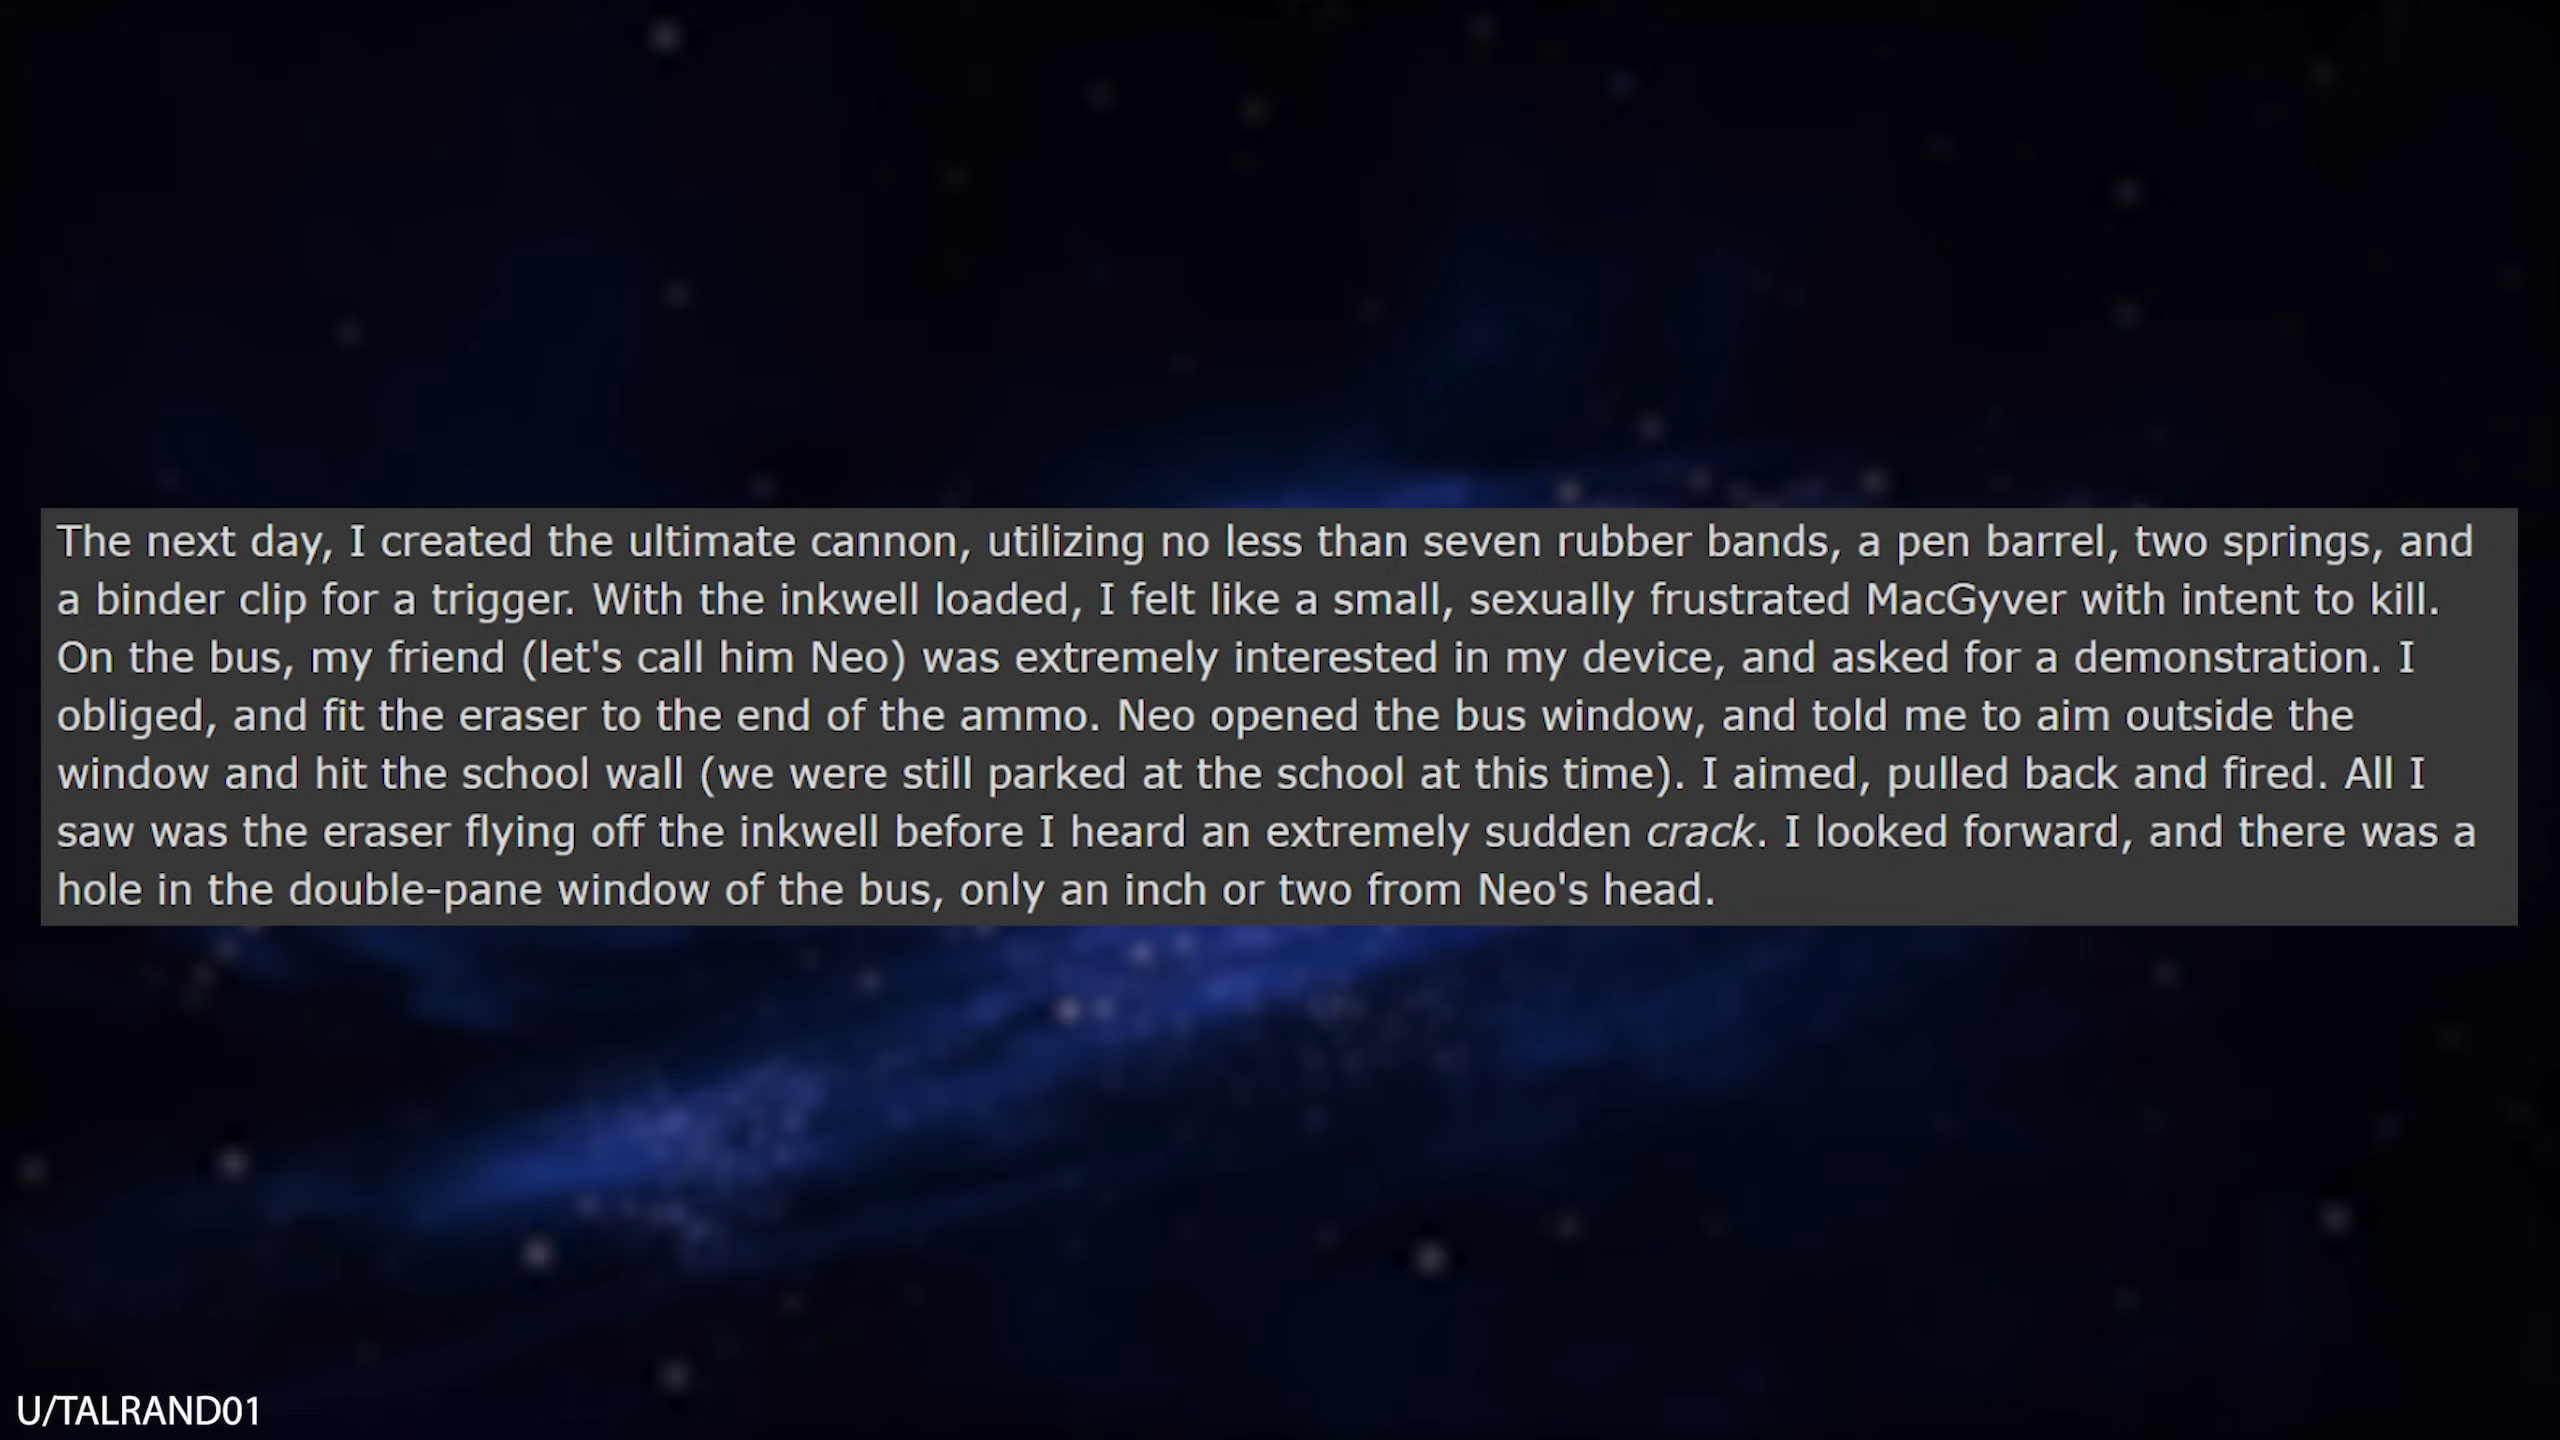 The next day, I created the ultimate cannon, utilizing no less than seven rubber bands, a pen barrel, two springs, and
a binder clip for a trigger. With the inkwell loaded, I felt like a small, sexually frustrated MacGyver with intent to kill.
On the bus, my friend (let's call him Neo) was extremely interested in my device, and asked for a demonstration. I
obliged, and fit the eraser to the end of the ammo. Neo opened the bus window, and told me to aim outside the
window and hit the school wall (we were still parked at the school at this time). I aimed, pulled back and fired. All I
saw was the eraser flying off the inkwell before I heard an extremely sudden crack. I looked forward, and there was a
hole in the double-pane window of the bus, only an inch or two from Neo's head.
U/TALRAND01